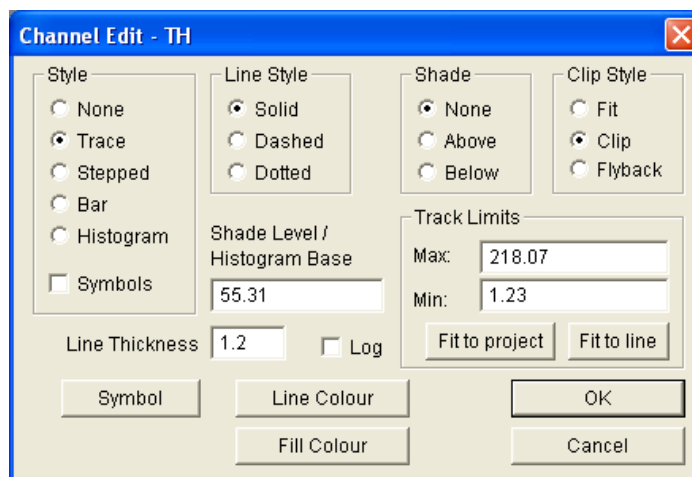 Channel Edit - TH
Style
None
Trace
Stepped
Bar
Histogram
Symbols
Line Style
Solid
Dashed
Dotted
Shade
None
Above
Below
Clip Style
Fit
Clip
Flyback
Shade Level /
Histogram Base
55.31
Track Limits
Max: 218.07
Min: 1.23
Fit to project Fit to line
Line Thickness 1.2 Log
Symbol Line Colour OK
Fill Colour Cancel